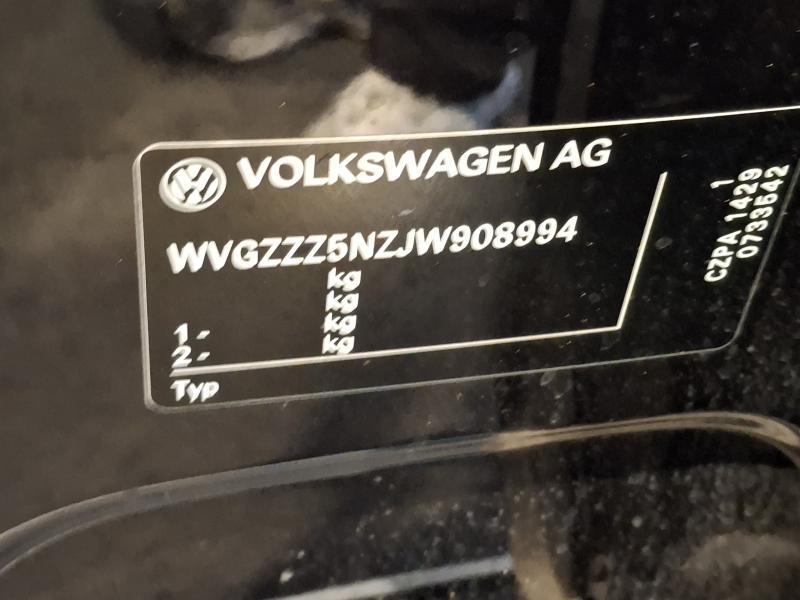 VOLKSWAGEN AG
WVGZZZ5NZJW908994
kg
kg
1- kg
2- kg
Typ
1
CZPA 1429
0733542